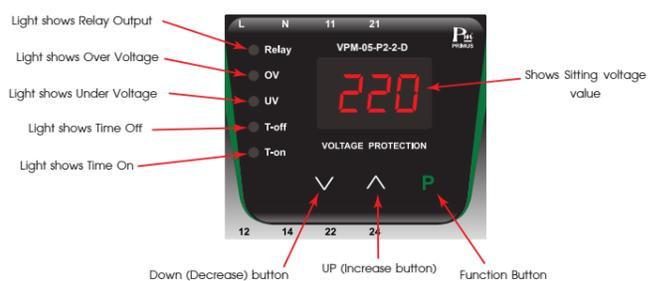 Light shows Relay Output
Light shows Over Voltage
Light shows Under Voltage
Light shows Time Off
Light shows Time On
L N 11 21
Relay VPM-05-P2-2-D
PM
PRIMUS
OV
UV
T-off
T-on
220
VOLTAGE PROTECTION
P
12 14 22 24
Shows Sitting voltage
value
Down (Decrease) button
UP (Increase button)
Function Button